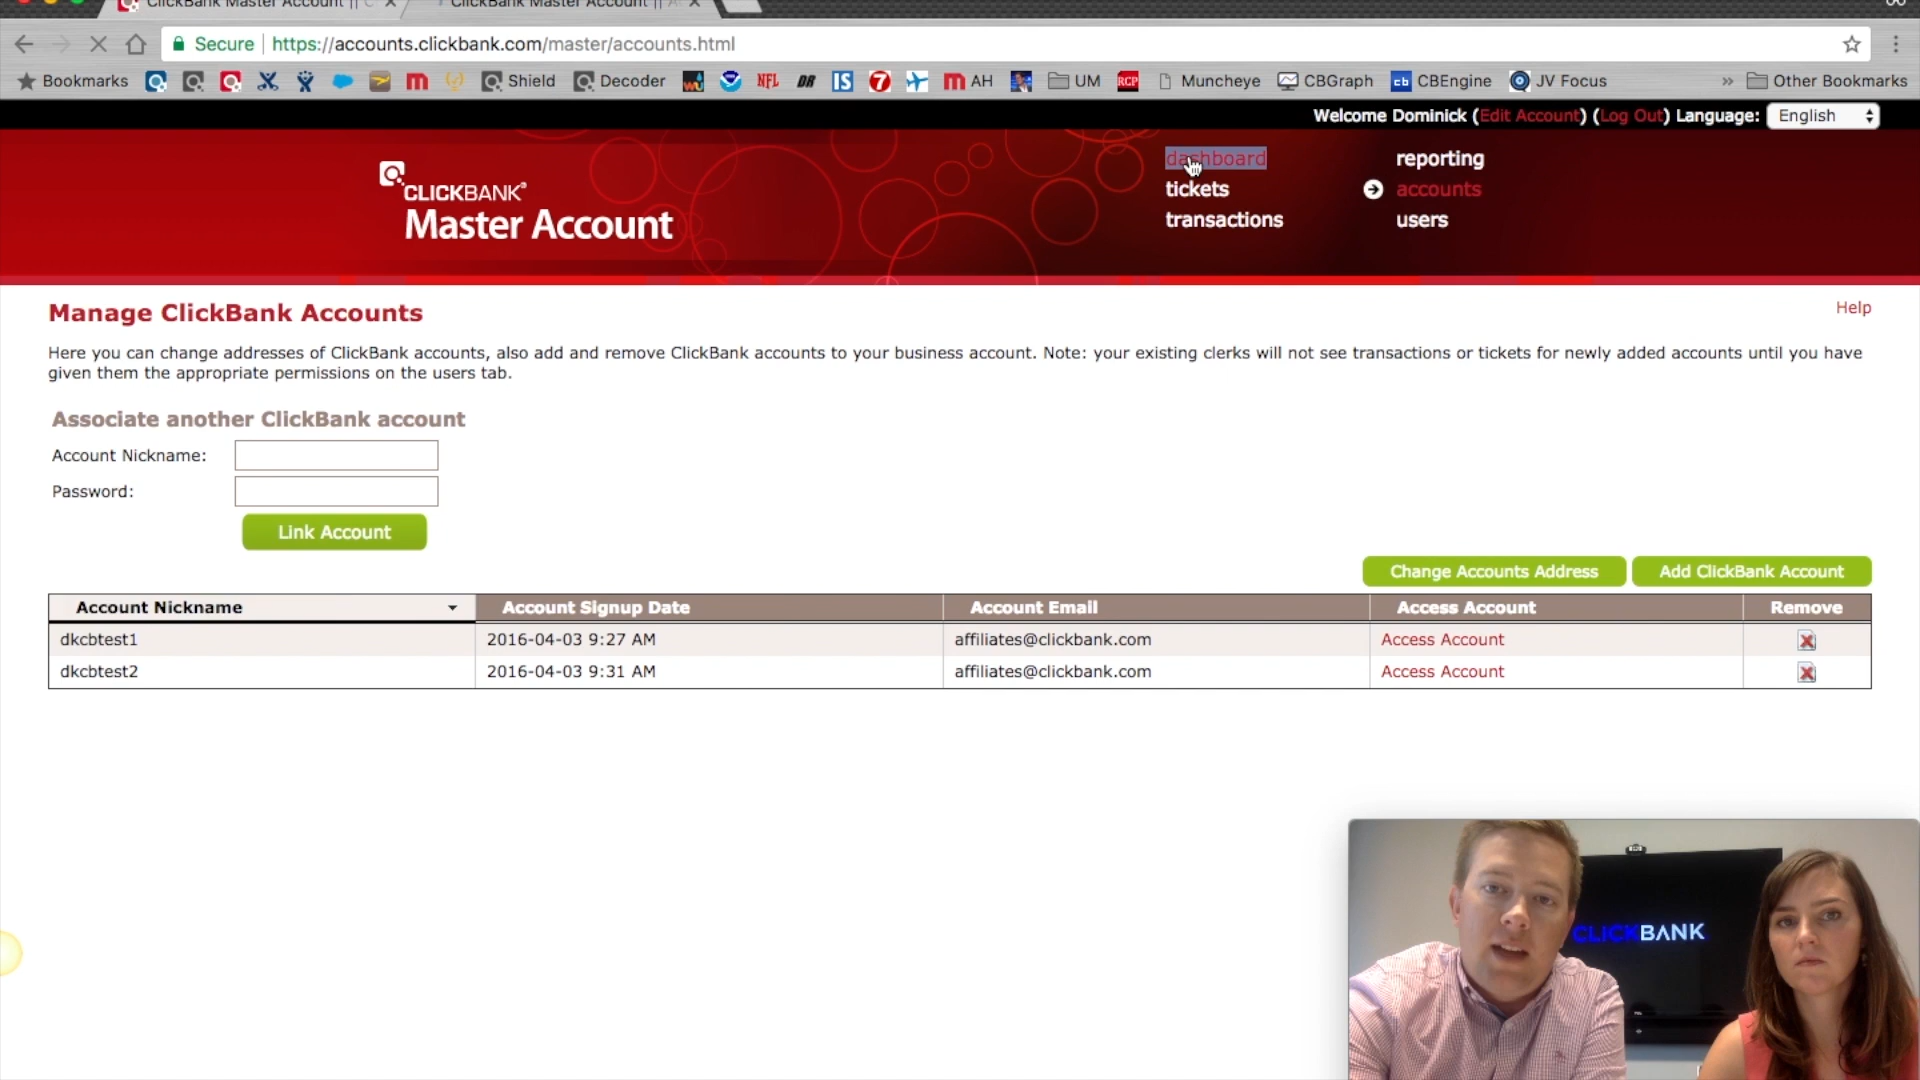 ClickBank Master Account ||
ClickBank Master Account ||
Secure https://accounts.clickbank.com/master/accounts.html
Bookmarks Shield Decoder NFL DR IS 7 AH UM RCP Muncheye CBGraph cb CBEngine JV Focus » Other Bookmarks
Welcome Dominick (Edit Account) (Log Out) Language: English
CLICKBANK®
Master Account
dashboard
tickets
transactions
reporting
accounts
users
Manage ClickBank Accounts
Help
Here you can change addresses of ClickBank accounts, also add and remove ClickBank accounts to your business account. Note: your existing clerks will not see transactions or tickets for newly added accounts until you have
given them the appropriate permissions on the users tab.
Associate another ClickBank account
Account Nickname:
Password:
Link Account
Change Accounts Address Add ClickBank Account
Account Nickname Account Signup Date Account Email Access Account Remove
dkcbtest1 2016-04-03 9:27 AM affiliates@clickbank.com Access Account
dkcbtest2 2016-04-03 9:31 AM affiliates@clickbank.com Access Account
CLICKBANK